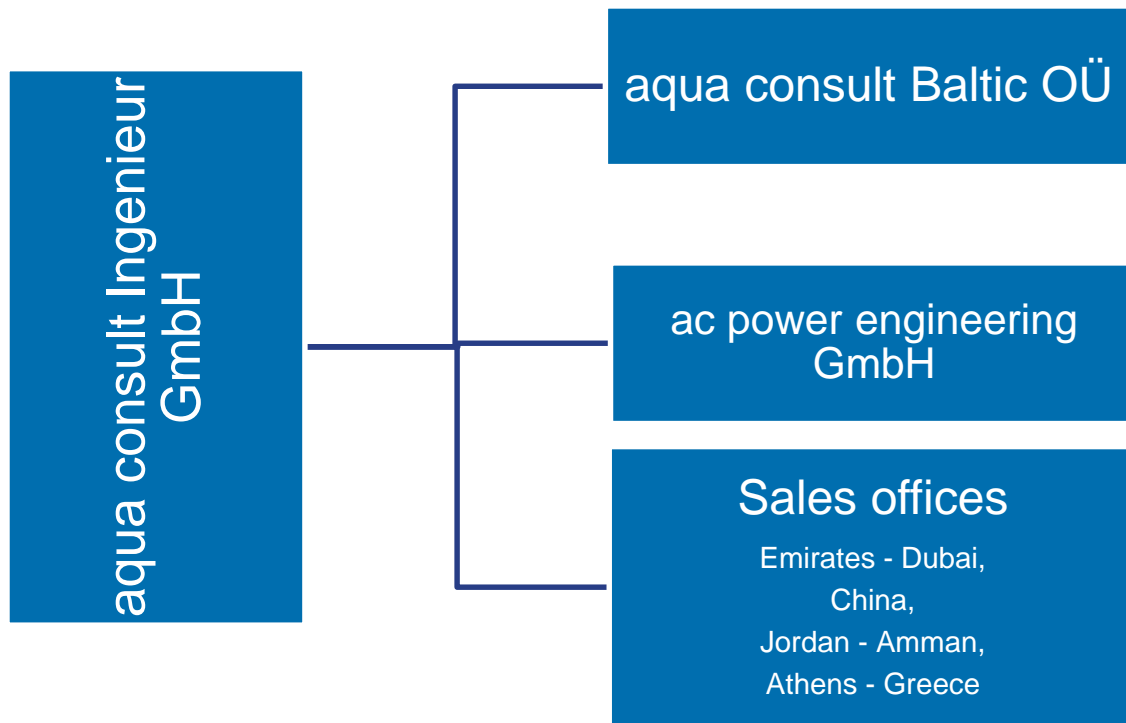 aqua consult Ingenieur
GmbH
aqua consult Baltic OÜ
ac power engineering
GmbH
Sales offices
Emirates - Dubai,
China,
Jordan - Amman,
Athens - Greece